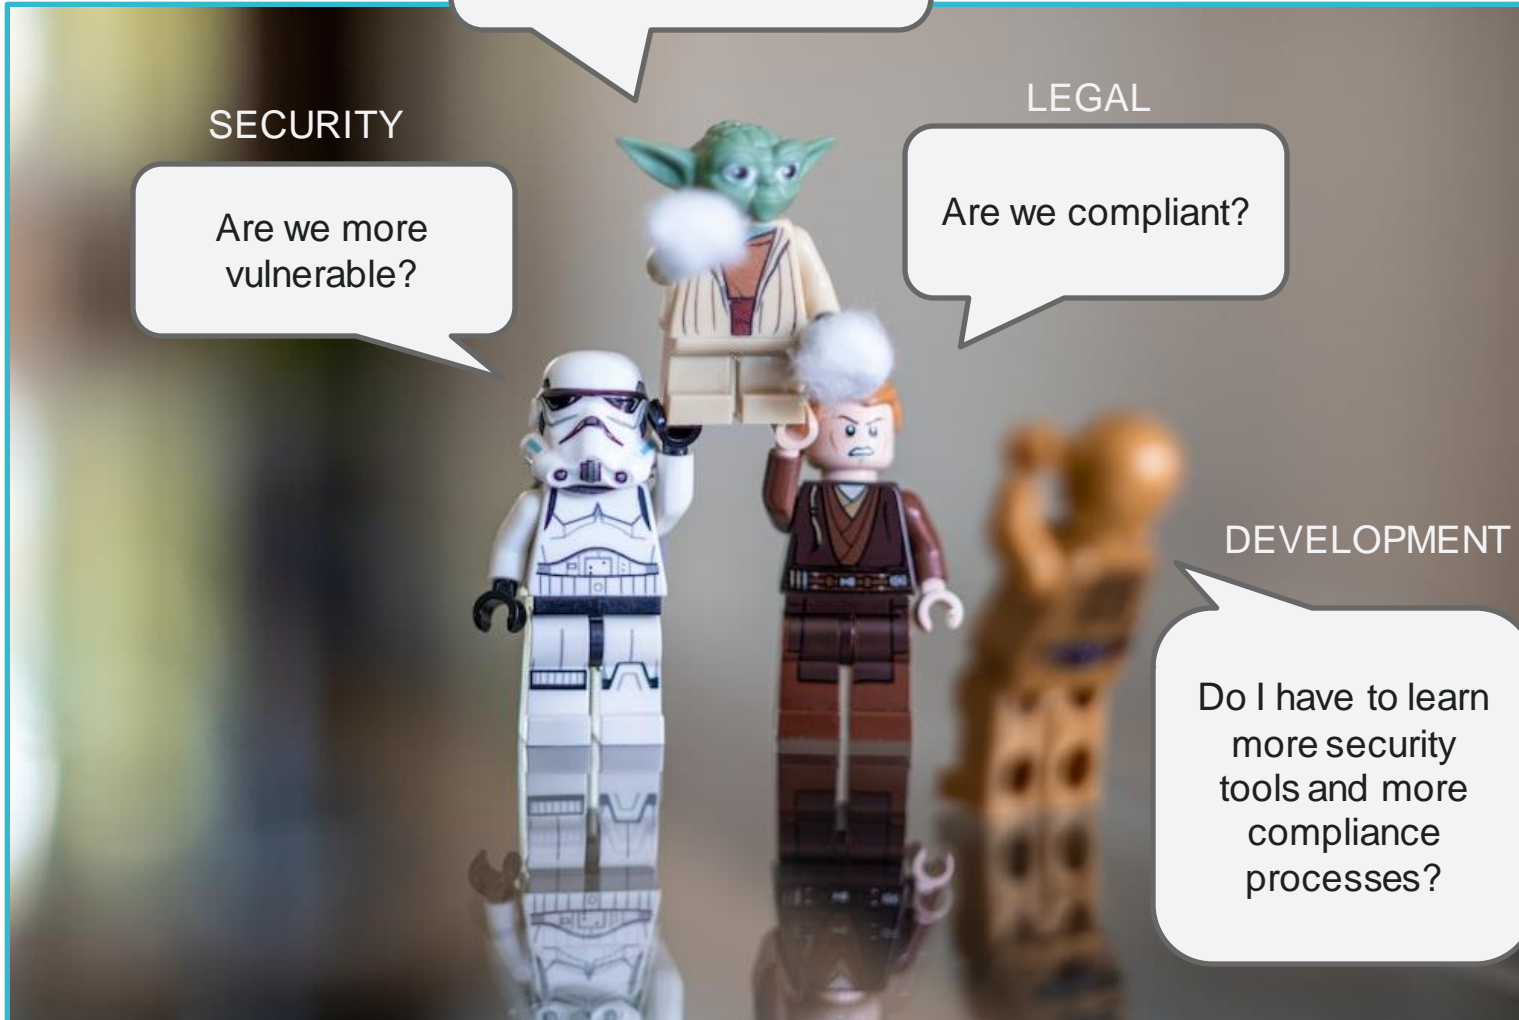 SECURITY
Are we more
vulnerable?
LEGAL
Are we compliant?
DEVELOPMENT
Do I have to learn
more security
tools and more
compliance
processes?